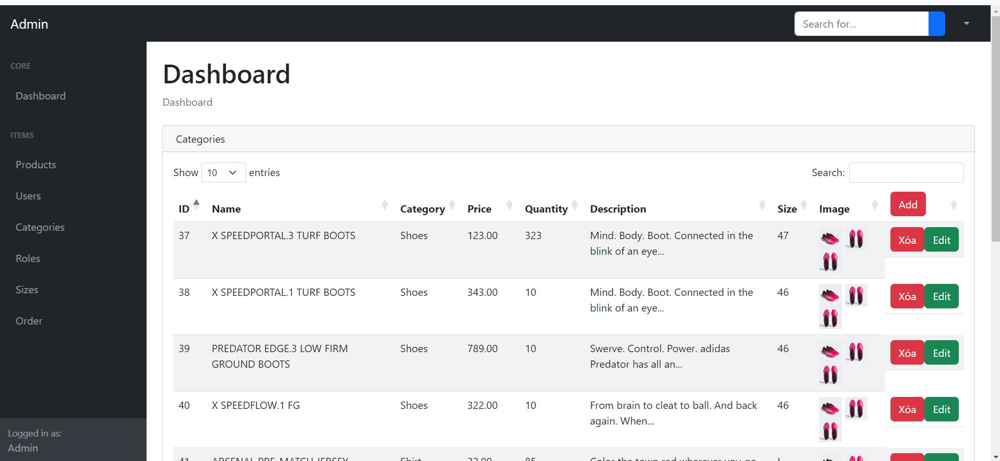 Admin
Search for...
CORE
Dashboard
ITEMS
Products
Users
Categories
Roles
Sizes
Order
Logged in as:
Admin
Dashboard
Dashboard
Categories
Show 10 entries
Search:
ID Name Category Price Quantity Description Size Image Add
37 X SPEEDPORTAL.3 TURF BOOTS Shoes 123.00 323 Mind. Body. Boot. Connected in the 47 Xóa Edit
blink of an eye...
38 X SPEEDPORTAL.1 TURF BOOTS Shoes 343.00 10 Mind. Body. Boot. Connected in the 46 Xóa Edit
blink of an eye...
39 PREDATOR EDGE.3 LOW FIRM Shoes 789.00 10 Swerve. Control. Power. adidas 46 Xóa Edit
GROUND BOOTS Predator has all an...
40 X SPEEDFLOW.1 FG Shoes 322.00 10 From brain to cleat to ball. And back 46 Xóa Edit
again. When...
41 ARSENAL PRE-MATCH JERSEY Shirt 32.00 85 Color the town red wherever you go